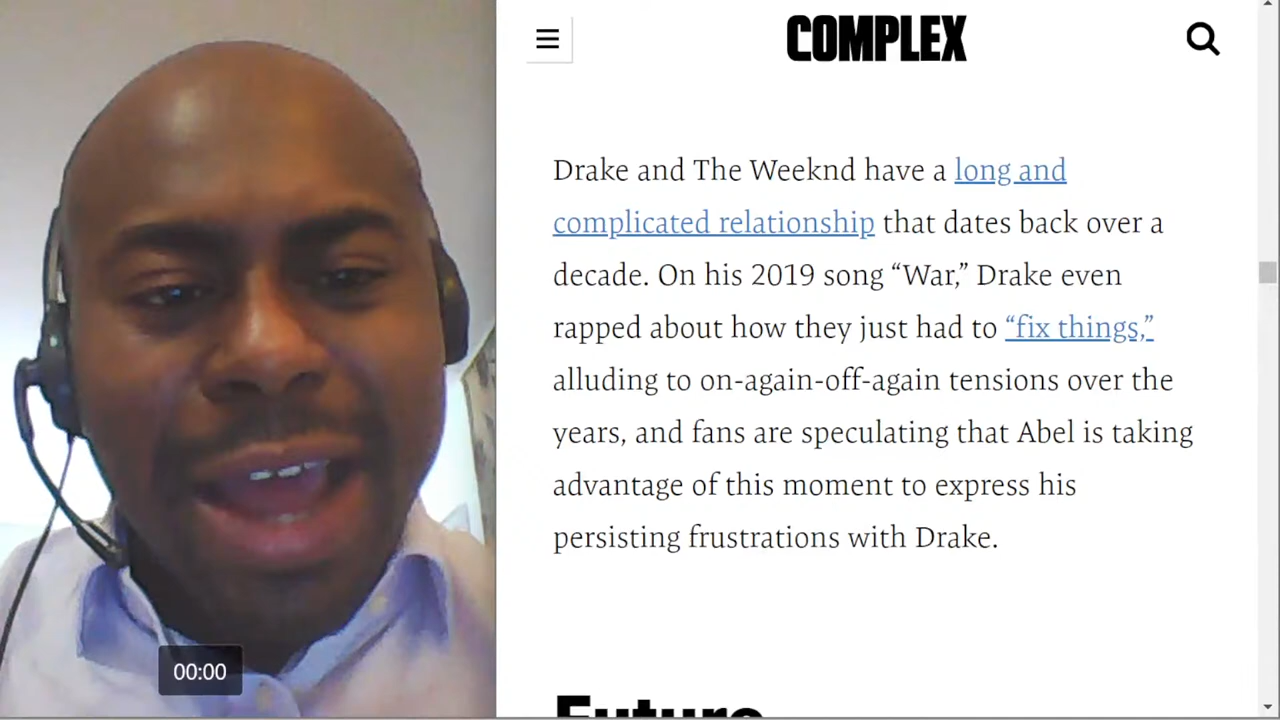 COMPLEX
Drake and The Weeknd have a long and
complicated relationship that dates back over a
decade. On his 2019 song “War,” Drake even
rapped about how they just had to “fix things,”
alluding to on-again-off-again tensions over the
years, and fans are speculating that Abel is taking
advantage of this moment to express his
persisting frustrations with Drake.
Future
00:00